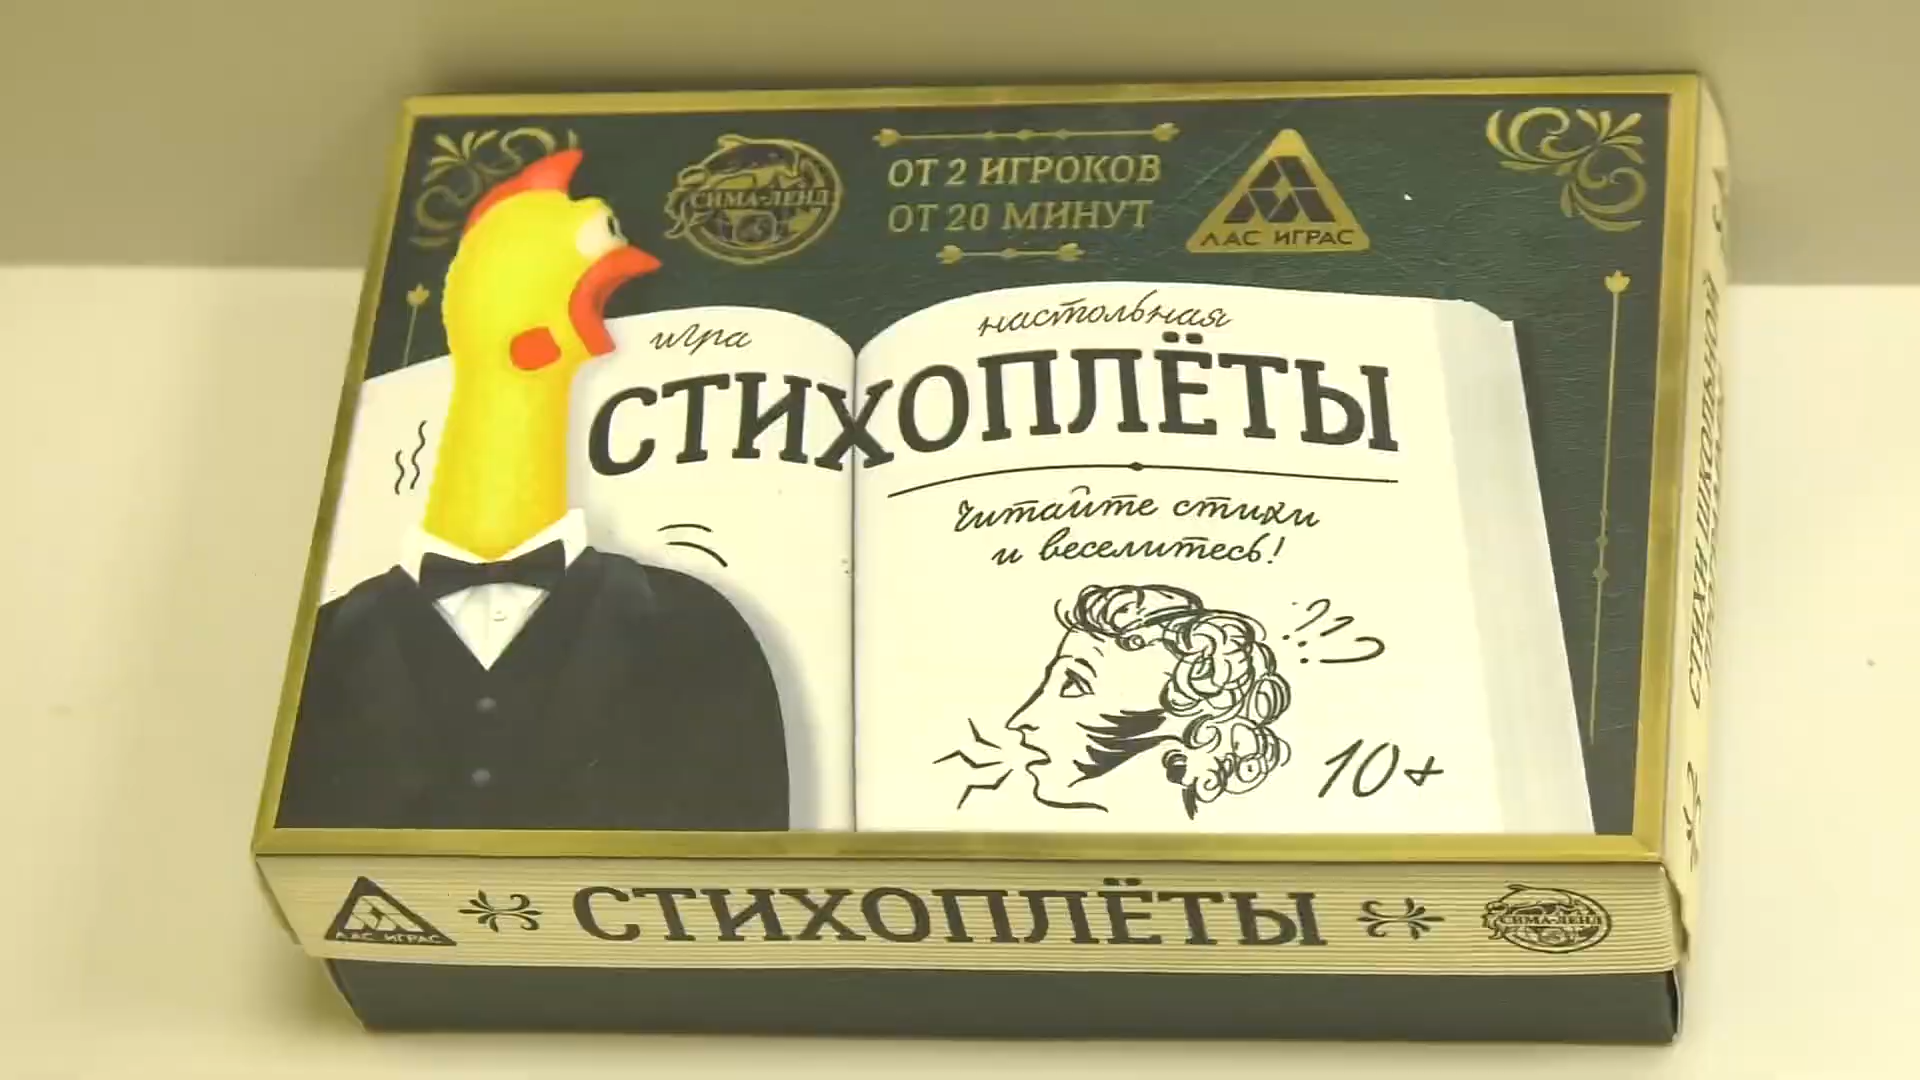 СИМА-ЛЕНД
ОТ 2 ИГРОКОВ
ОТ 20 МИНУТ
ЛАС ИГРАС
игра настольная
СТИХОПЛЁТЫ
Читайте стихи
и веселитесь!
???
10+
ЛАС ИГРАС
СТИХОПЛЁТЫ
СИМА-ЛЕНД